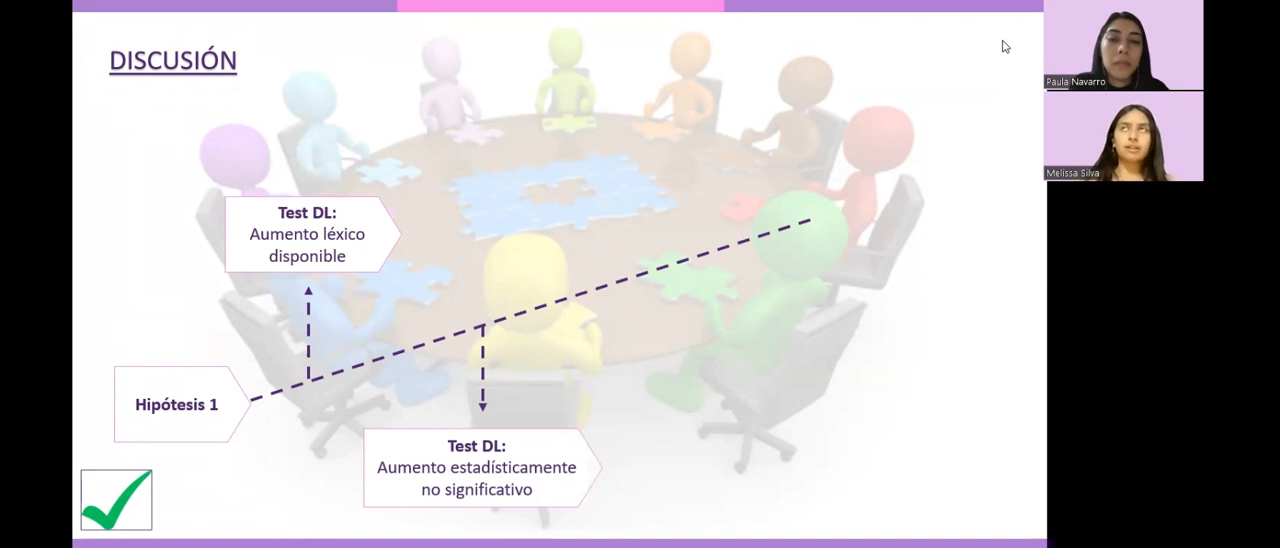 DISCUSIÓN
Test DL:
Aumento léxico
disponible
Hipótesis 1
Test DL:
Aumento estadísticamente
no significativo
Paula Navarro
Melissa Silva